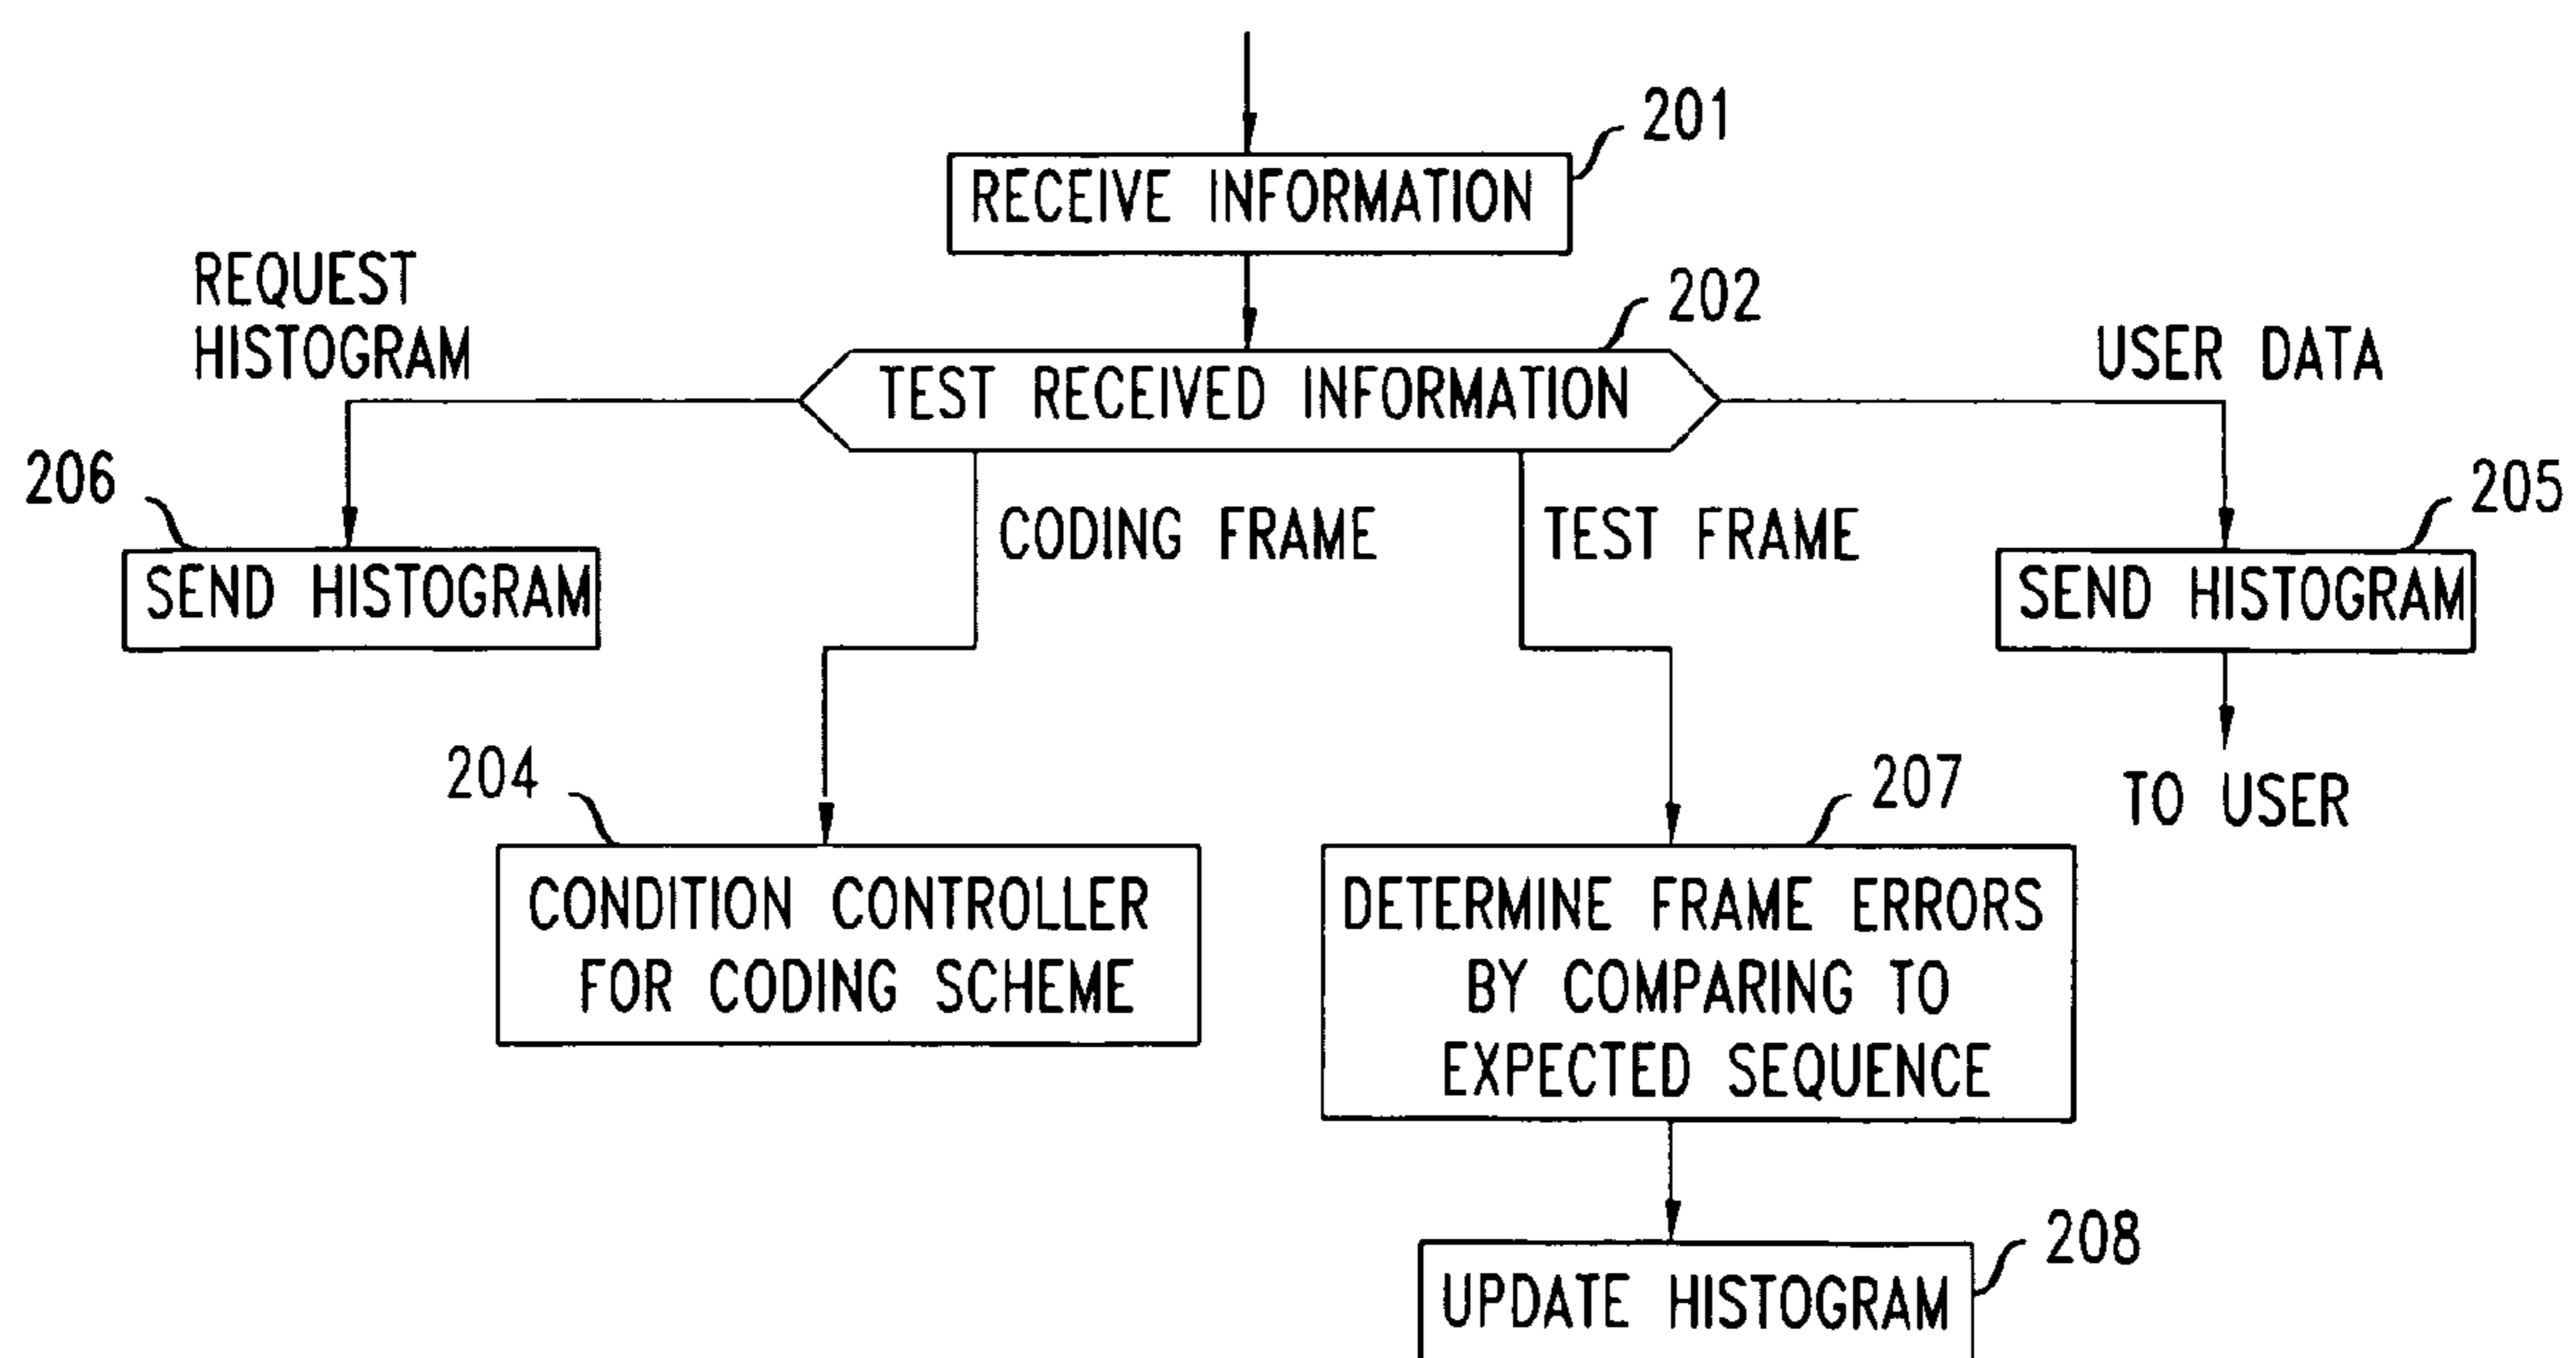 201
RECEIVE INFORMATION
REQUEST
HISTOGRAM
202
USER DATA
TEST RECEIVED INFORMATION
206
CODING FRAME
TEST FRAME
205
SEND HISTOGRAM
SEND HISTOGRAM
204
207
TO USER
CONDITION CONTROLLER
FOR CODING SCHEME
DETERMINE FRAME ERRORS
BY COMPARING TO
EXPECTED SEQUENCE
208
UPDATE HISTOGRAM